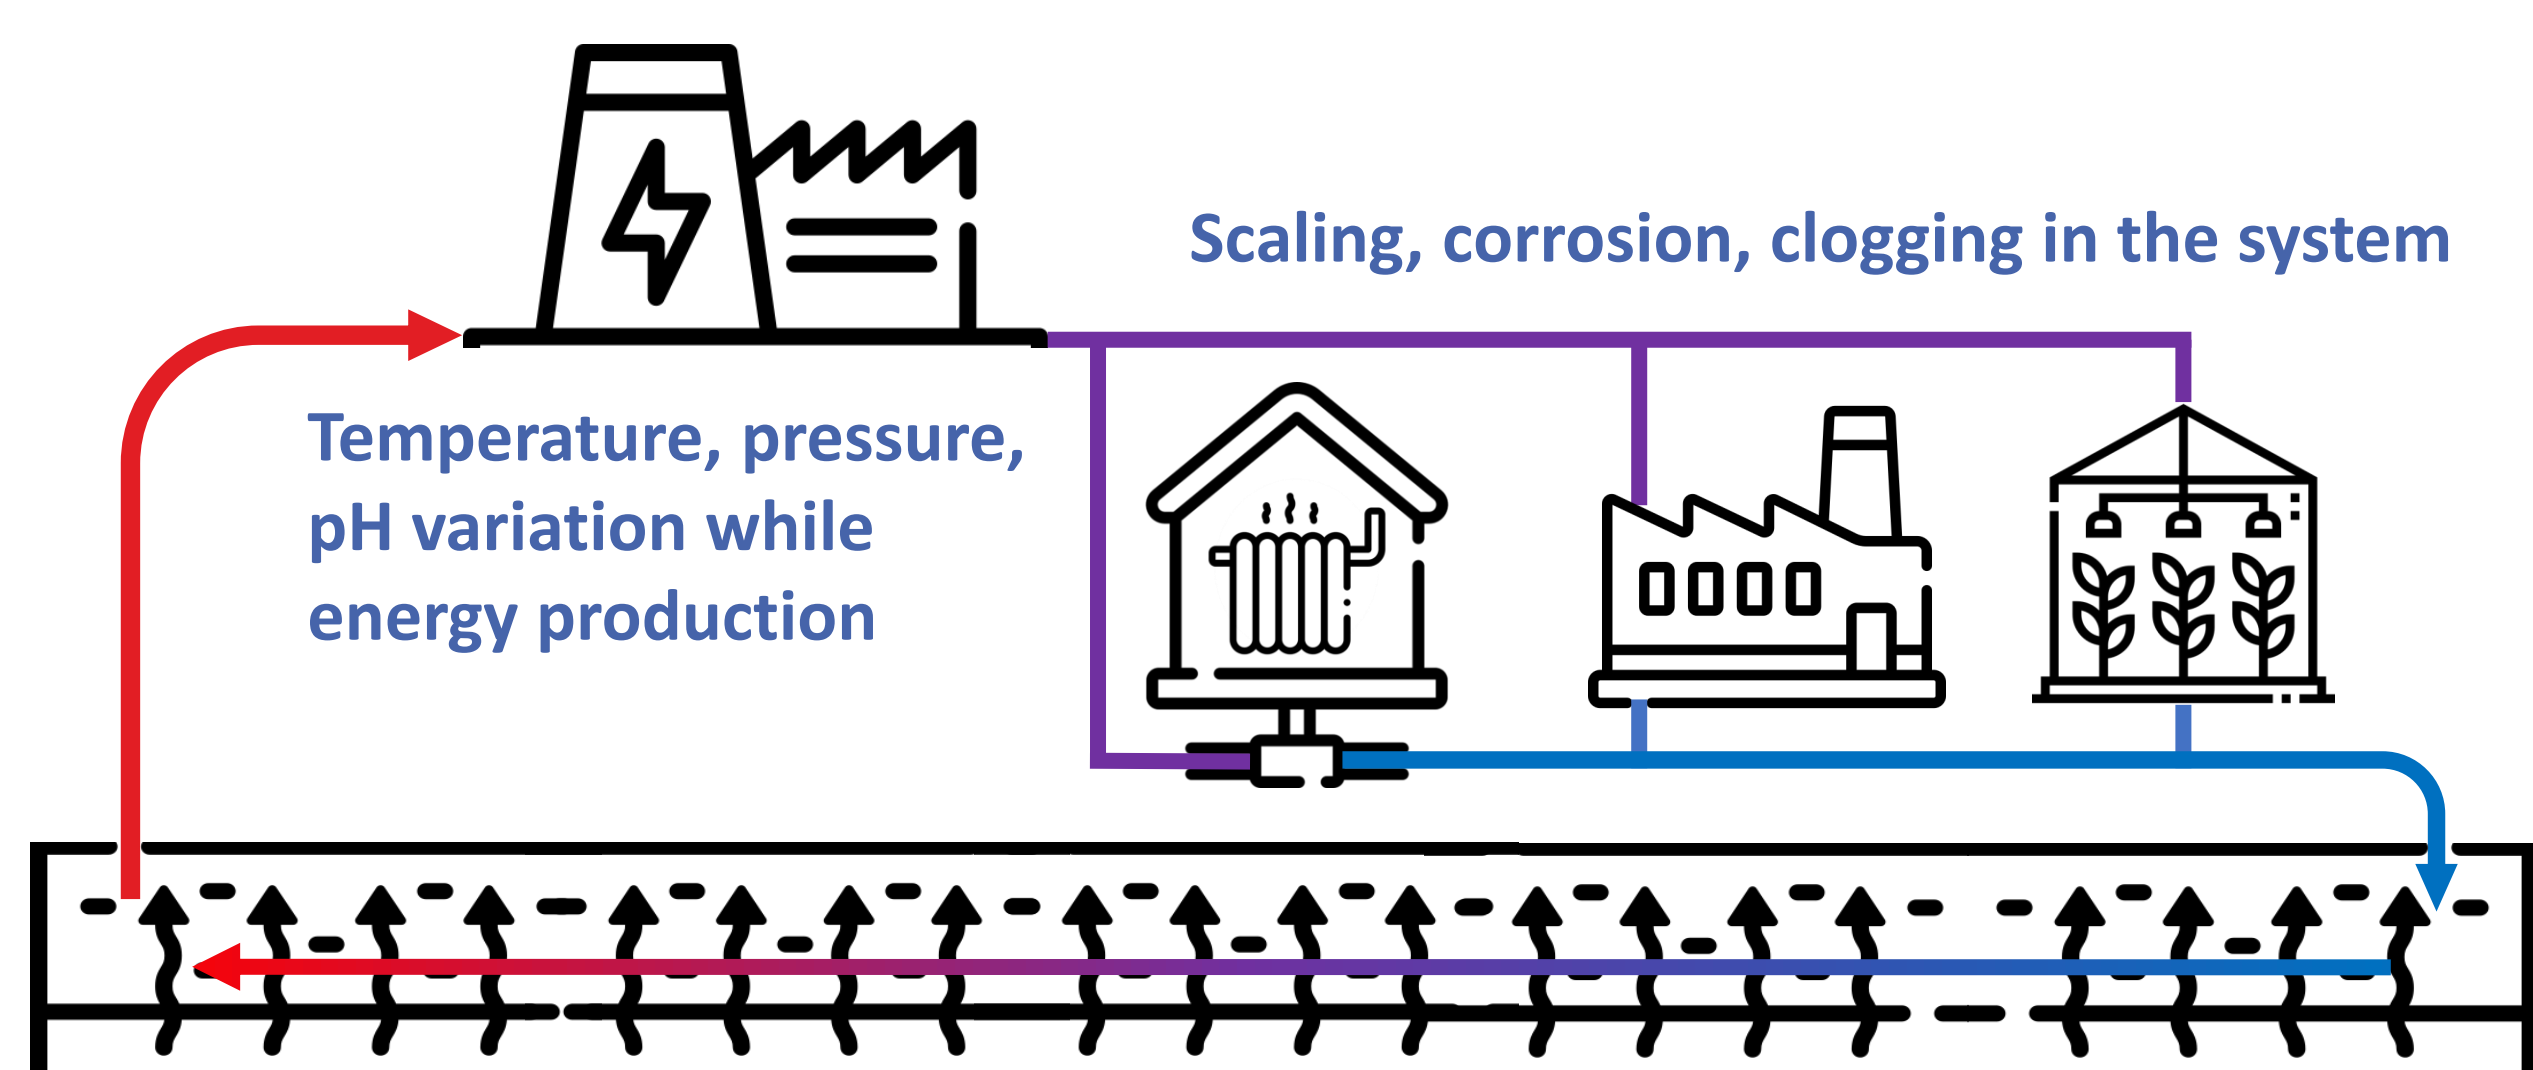 Scaling, corrosion, clogging in the system
Temperature, pressure,
pH variation while
energy production